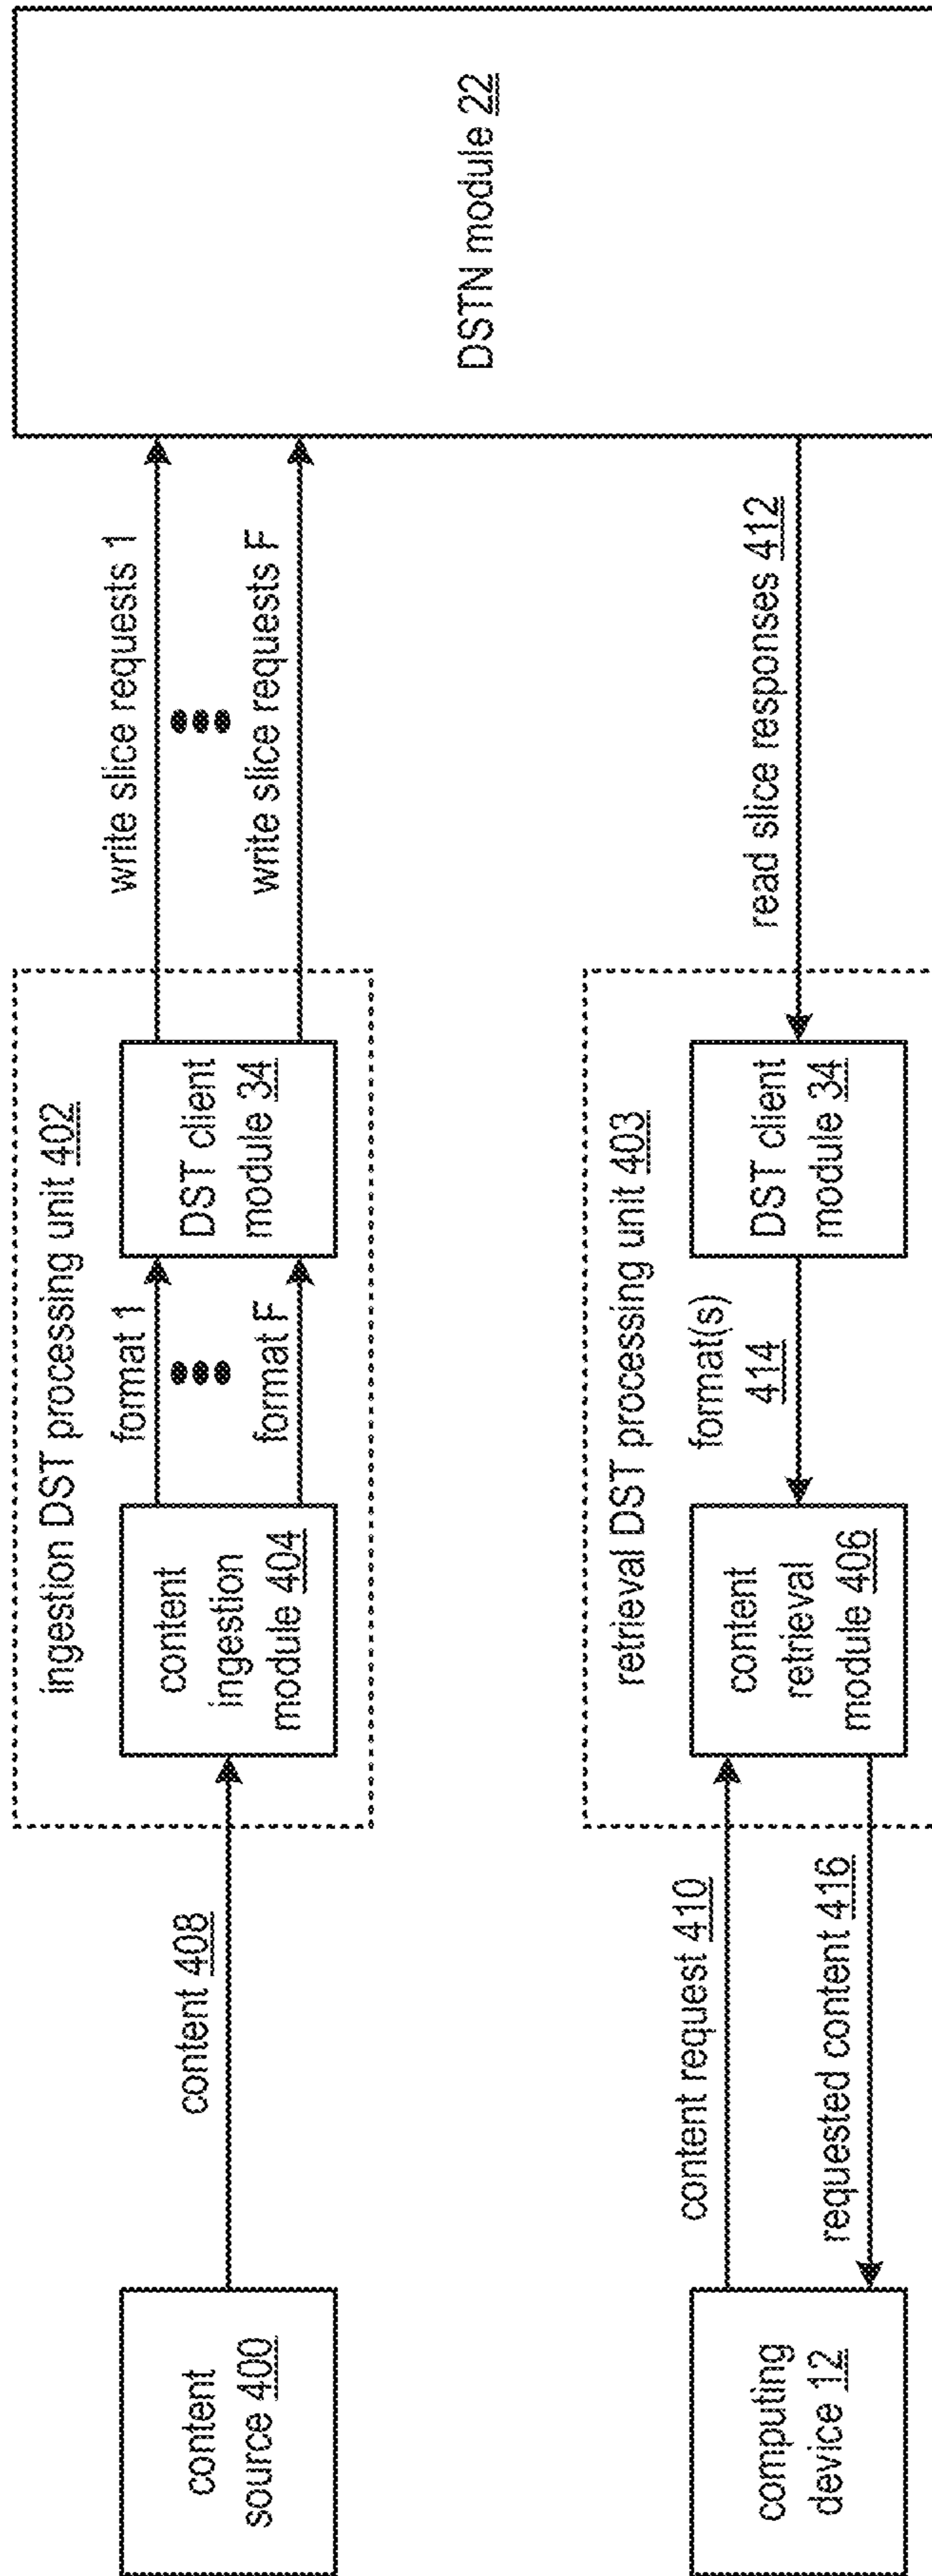 ingestion DST processing unit 402
content
source 400
content 408
content
ingestion
module 404
format 1
format F
DST client
module 34
write slice requests 1
write slice requests F
DSTN module 22
retrieval DST processing unit 403
computing
device 12
content request 410
requested content 416
content
retrieval
module 406
format(s)
414
DST client
module 34
read slice responses 412